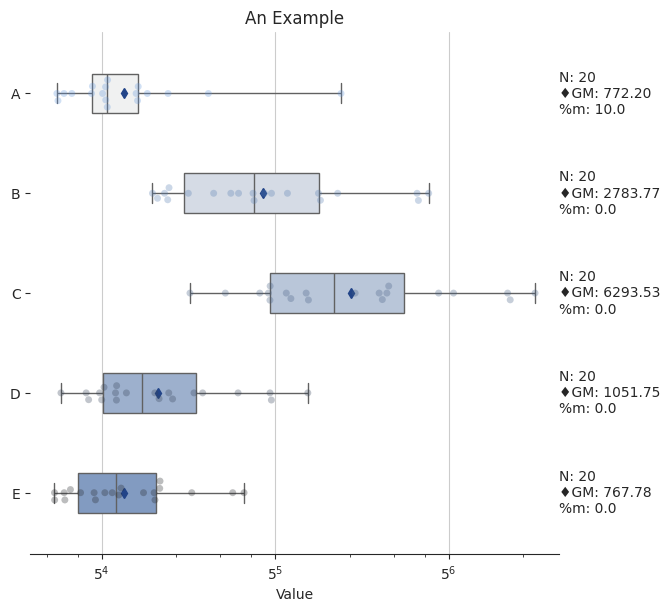 An Example
A
N: 20
♦GM: 772.20
%m: 10.0
B
N: 20
♦GM: 2783.77
%m: 0.0
C
N: 20
♦GM: 6293.53
%m: 0.0
D
N: 20
♦GM: 1051.75
%m: 0.0
E
N: 20
♦GM: 767.78
%m: 0.0
5⁴ 5⁵ 5⁶
Value